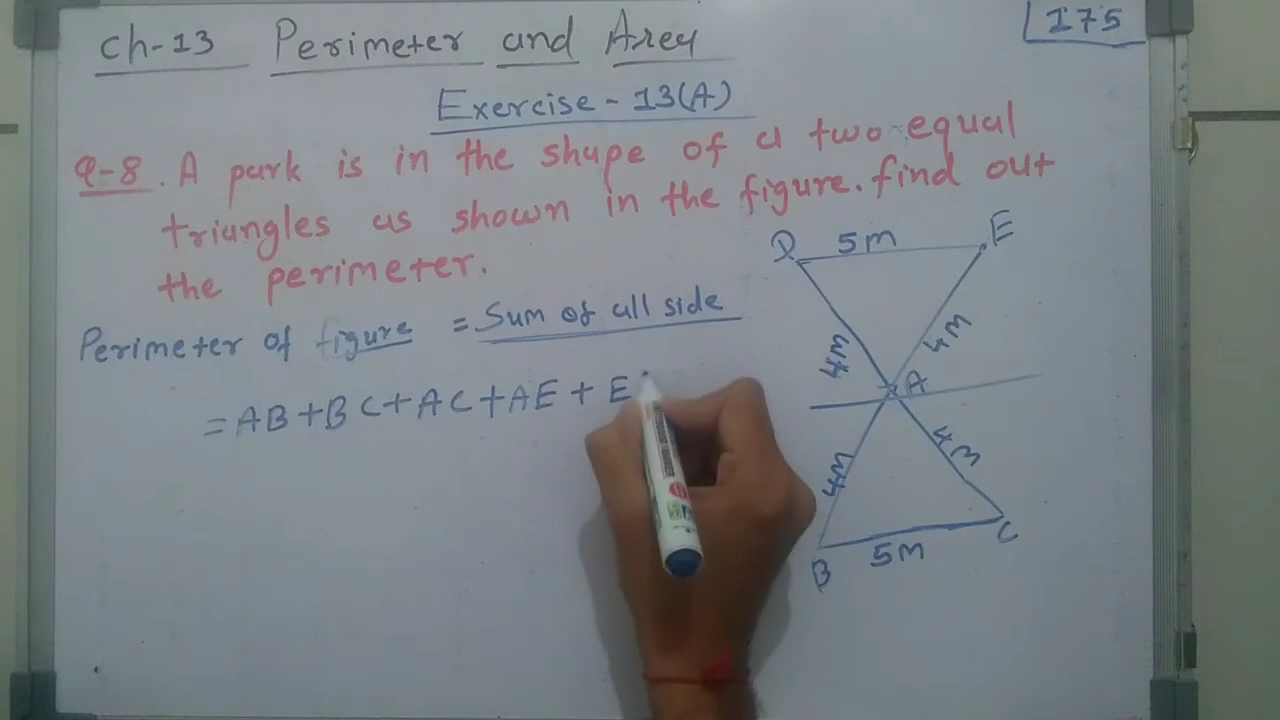 Ch-13 Perimeter and Area
175
Exercise - 13(A)
Q-8. A park is in the shape of a two equal
triangles as shown in the figure. find out
the perimeter.
Perimeter of figure = Sum of all side
= AB+BC+AC+AE+E
D 5m E
4m 4m
A
4m 4m
B 5m C